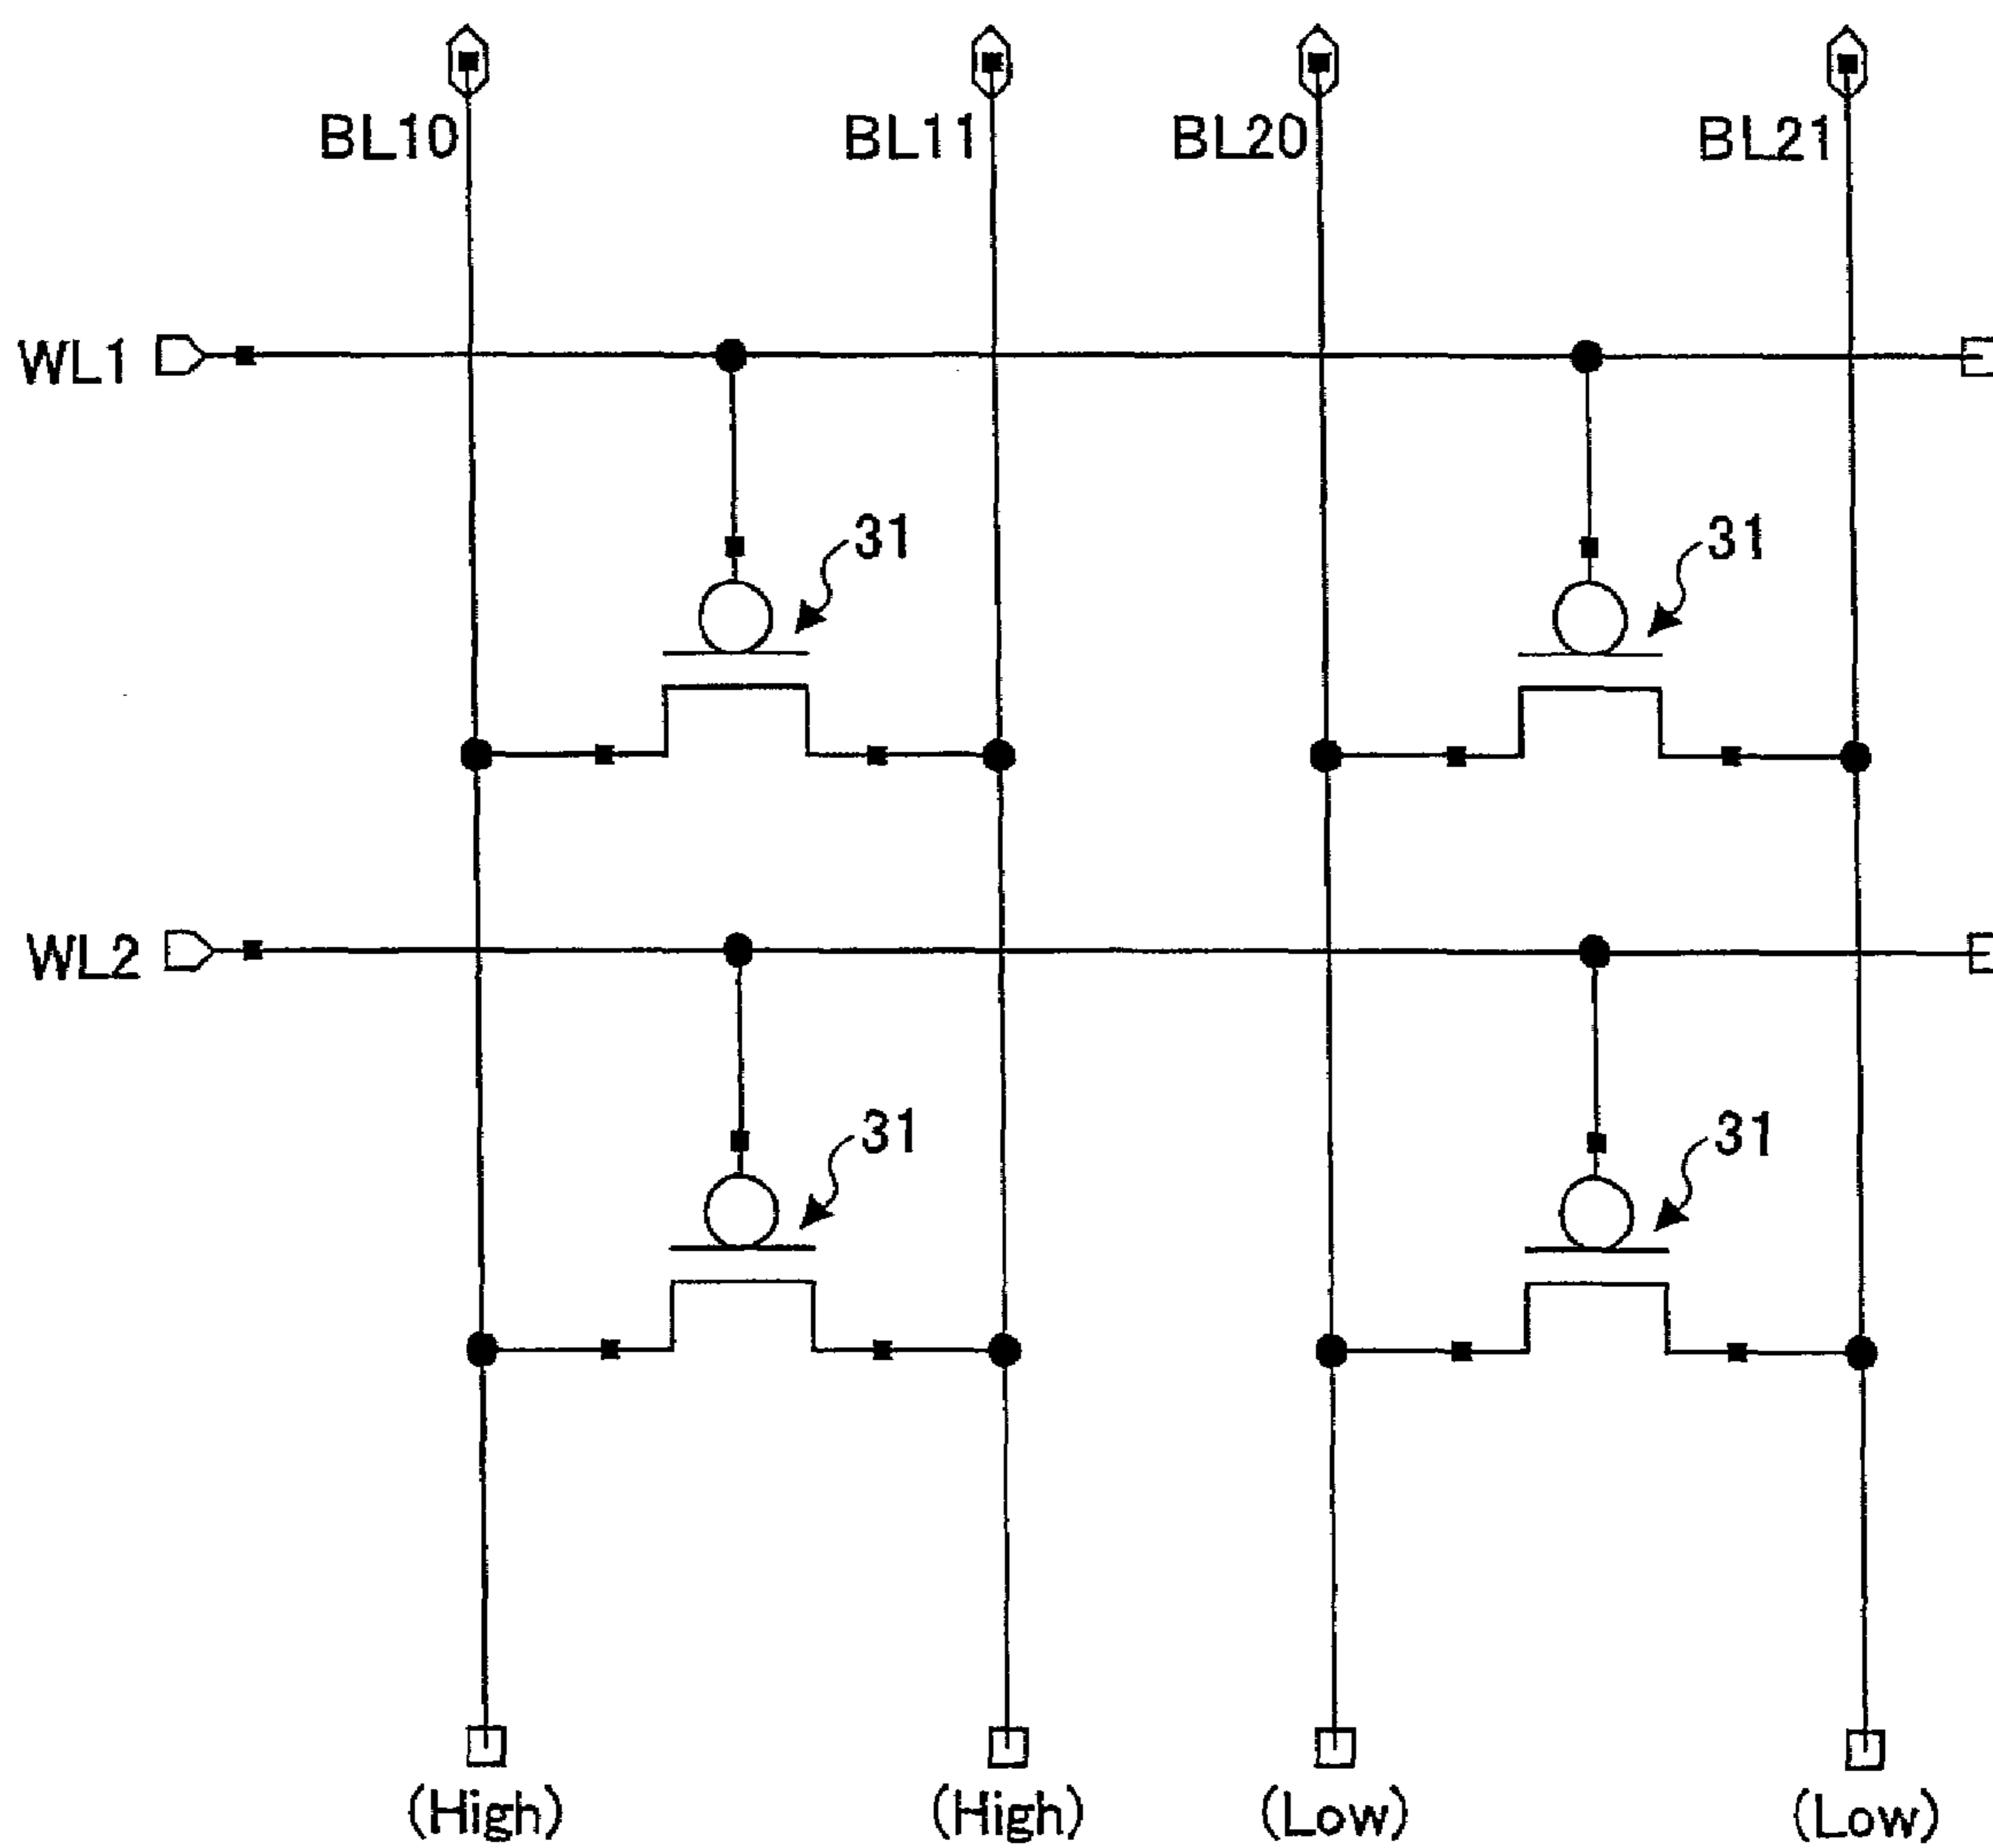 BL10 BL11 BL20 BL21
WL1
31 31
WL2
31 31
(High) (High) (Low) (Low)